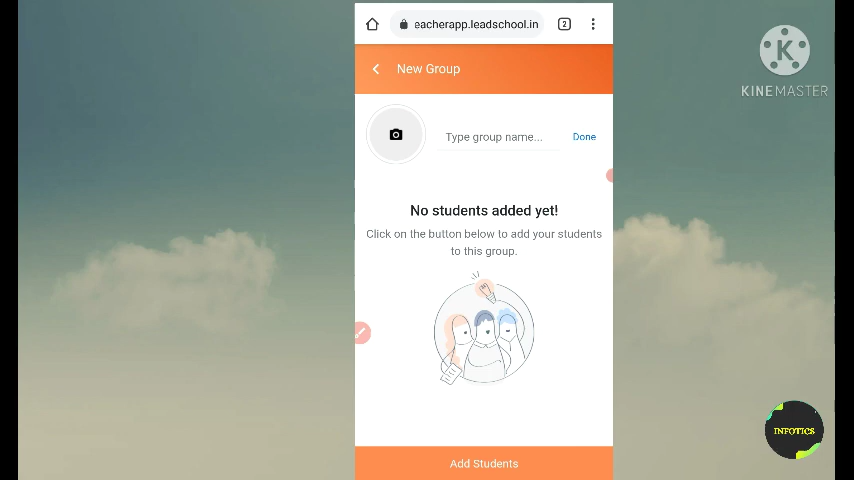 eacherapp.leadschool.in
2
New Group
Type group name...
Done
No students added yet!
Click on the button below to add your students
to this group.
Add Students
K
KINEMASTER
INFOTICS